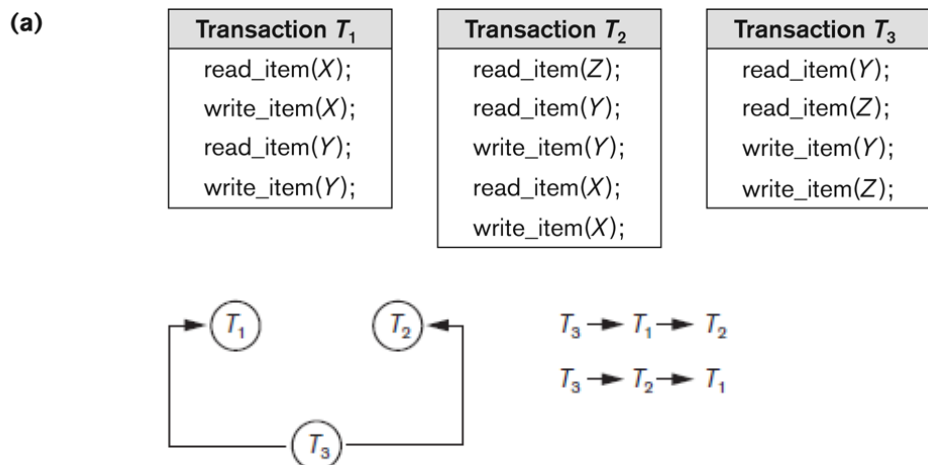 (a)
Transaction T₁
read_item(X);
write_item(X);
read_item(Y);
write_item(Y);
Transaction T₂
read_item(Z);
read_item(Y);
write_item(Y);
read_item(X);
write_item(X);
Transaction T₃
read_item(Y);
read_item(Z);
write_item(Y);
write_item(Z);
T₁
T₂
T₃
T₃ → T₁ → T₂
T₃ → T₂ → T₁